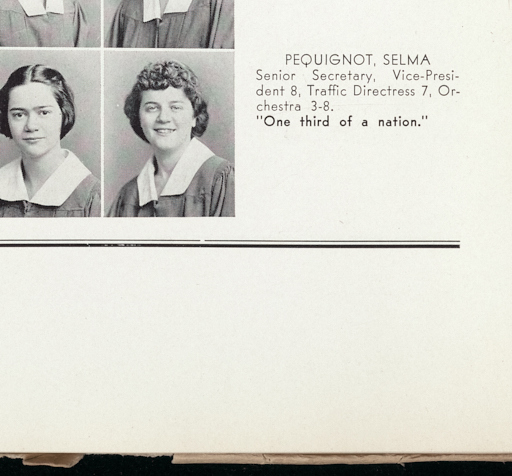 PEQUIGNOT, SELMA
Senior Secretary, Vice-Presi-
dent 8, Traffic Directress 7, Or-
chestra 3-8.
"One third of a nation."